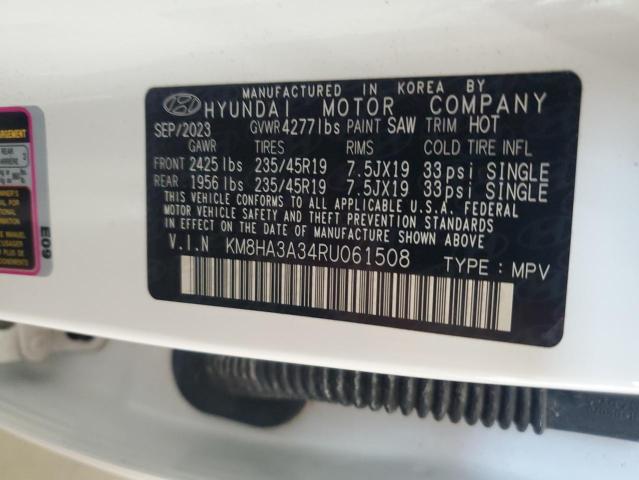 MANUFACTURED IN KOREA BY
HYUNDAI MOTOR COMPANY
SEP/2023 GVWR 4277lbs PAINT SAW TRIM HOT
GAWR TIRES RIMS COLD TIRE INFL
FRONT 2425 lbs 235/45R19 7.5JX19 33psi SINGLE
REAR 1956 lbs 235/45R19 7.5JX19 33psi SINGLE
THIS VEHICLE CONFORMS TO ALL APPLICABLE U.S.A. FEDERAL
MOTOR VEHICLE SAFETY AND THEFT PREVENTION STANDARDS
IN EFFECT ON THE DATE OF MANUFACTURE SHOWN ABOVE.
V.I.N KM8HA3A34RU061508
TYPE : MPV
REAR
E09